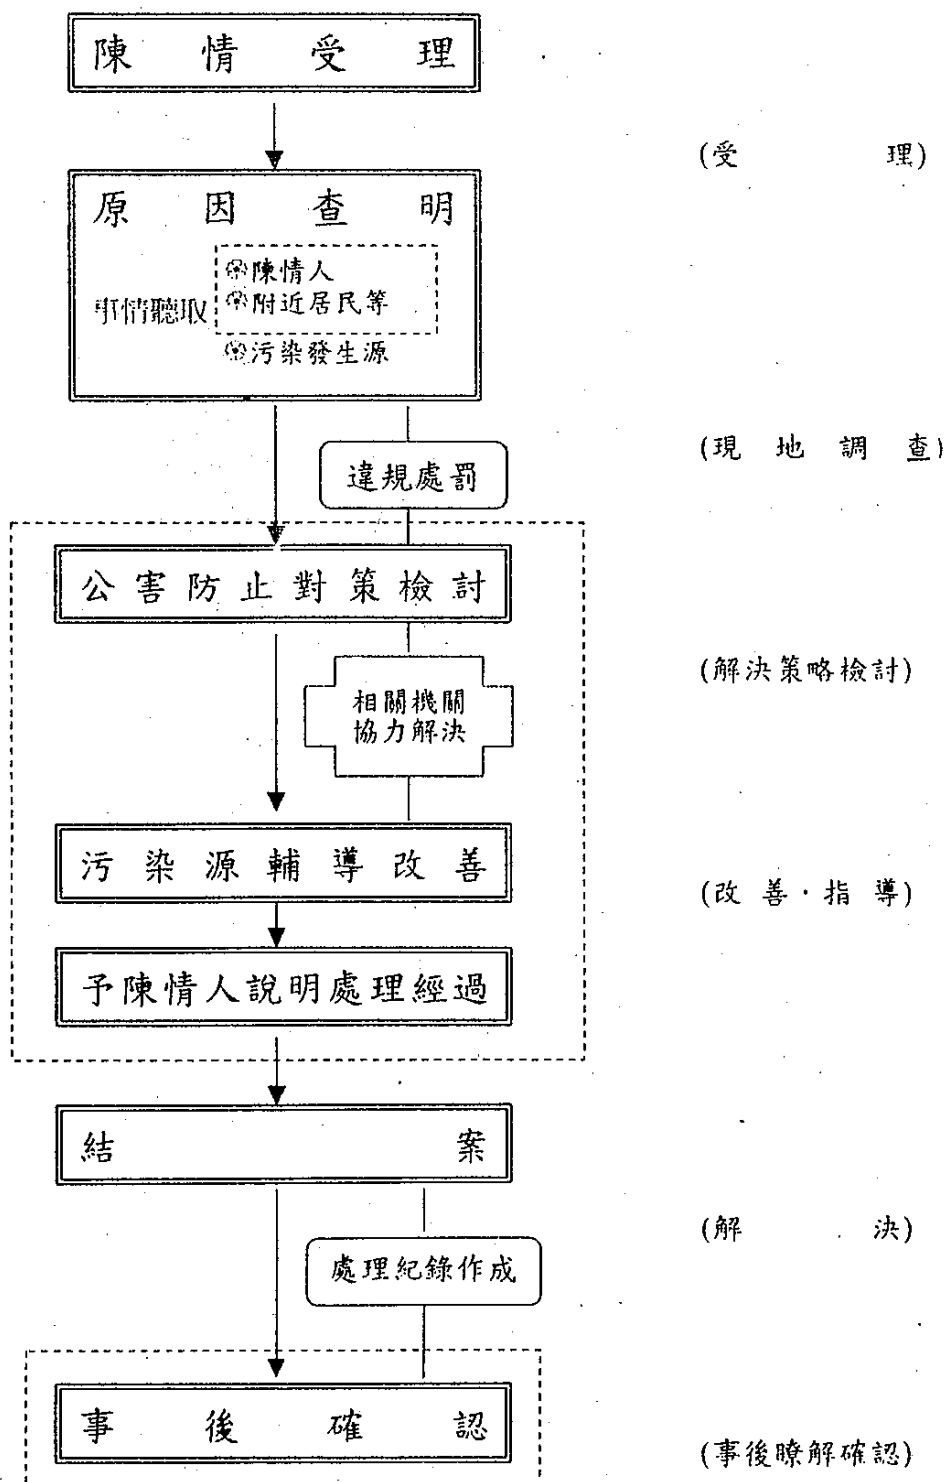 陳情受理
(受理)
原因查明
㊣陳情人
事情聽取
㊣附近居民等
㊣污染發生源
(現地調查)
違規處罰
公害防止對策檢討
(解決策略檢討)
相關機關
協力解決
污染源輔導改善
(改善·指導)
予陳情人說明處理經過
結案
(解決)
處理紀錄作成
事後確認
(事後瞭解確認)